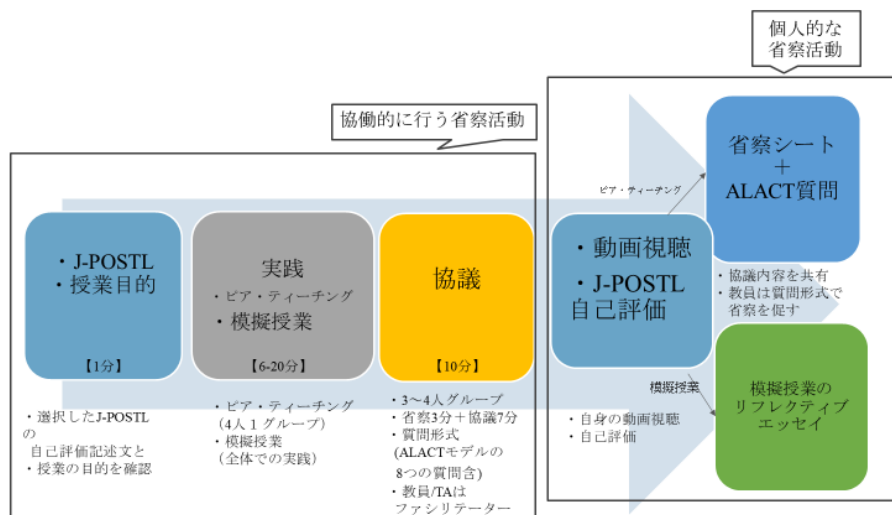 個人的な
省察活動
協働的に行う省察活動
・J-POSTL
・授業目的
【1分】
・選択したJ-POSTL
の
自己評価記述文と
・授業の目的を確認
実践
・ピア・ティーチング
・模擬授業
【6-20分】
・ピア・ティーチング
(4人１グループ)
・模擬授業
(全体での実践)
協議
【10分】
・3～4人グループ
・省察3分＋協議7分
・質問形式
(ALACTモデルの
8つの質問含)
・教員/TAは
ファシリテーター
・動画視聴
・J-POSTL
自己評価
・自身の動画視聴
・自己評価
ピア・ティーチング
省察シート
＋
ALACT質問
・協議内容を共有
・教員は質問形式で
省察を促す
模擬授業
模擬授業の
リフレクティブ
エッセイ